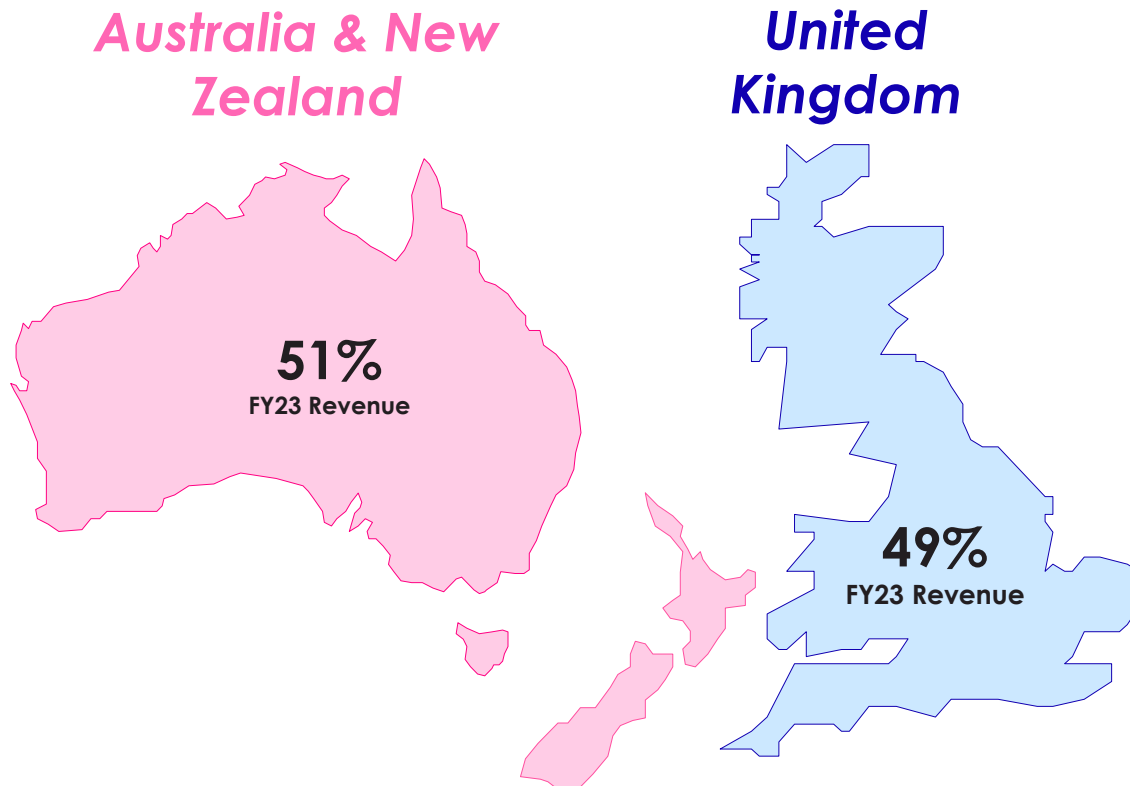 Australia & New
Zealand
51%
FY23 Revenue
United
Kingdom
49%
FY23 Revenue